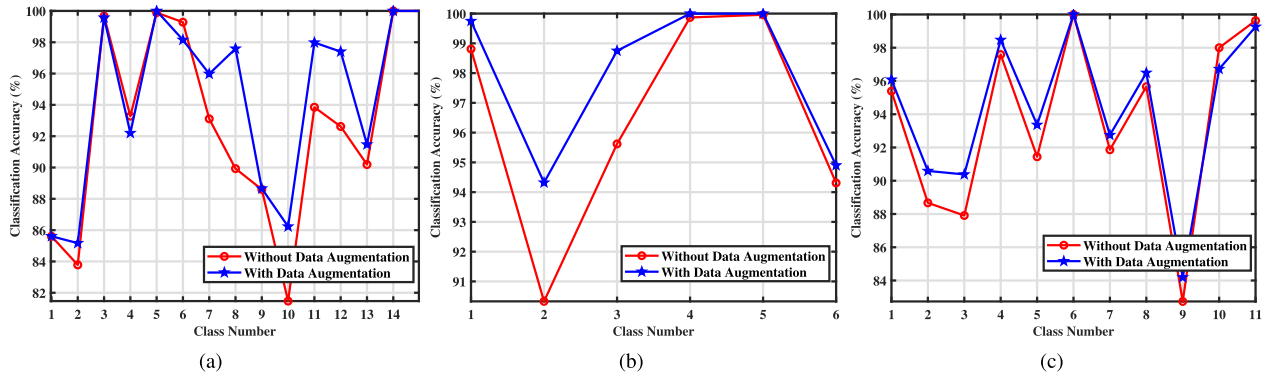 100
98
96
94
92
90
88
86
84
82
Classification Accuracy (%)
1 2 3 4 5 6 7 8 9 10 11 12 13 14
Class Number
Without Data Augmentation
With Data Augmentation
(a)
100
99
98
97
96
95
94
93
92
91
Classification Accuracy (%)
1 2 3 4 5 6
Class Number
Without Data Augmentation
With Data Augmentation
(b)
100
98
96
94
92
90
88
86
84
Classification Accuracy (%)
1 2 3 4 5 6 7 8 9 10 11
Class Number
Without Data Augmentation
With Data Augmentation
(c)